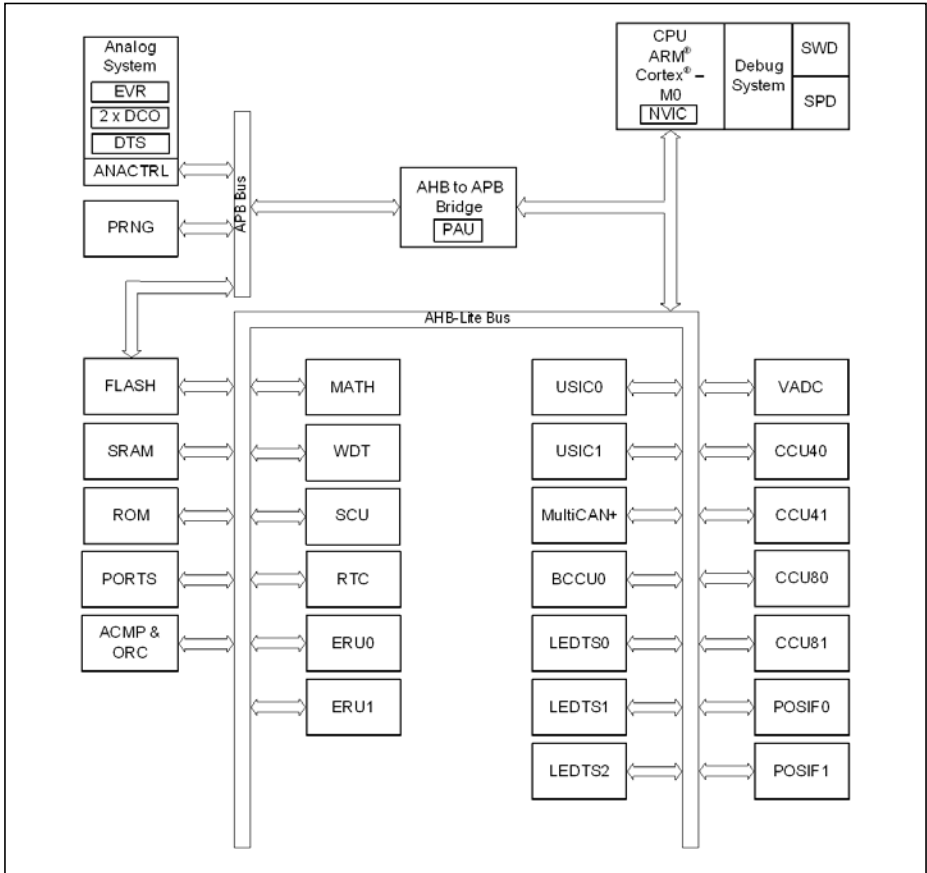 Analog
System
EVR
2 x DCO
DTS
ANACTRL
PRNG
APB Bus
AHB to APB
Bridge
PAU
CPU
ARM®
Cortex® –
M0
NVIC
Debug
System
SWD
SPD
AHB-Lite Bus
FLASH
SRAM
ROM
PORTS
ACMP &
ORC
MATH
WDT
SCU
RTC
ERU0
ERU1
USIC0
USIC1
MultiCAN+
BCCU0
LEDTS0
LEDTS1
LEDTS2
VADC
CCU40
CCU41
CCU80
CCU81
POSIF0
POSIF1